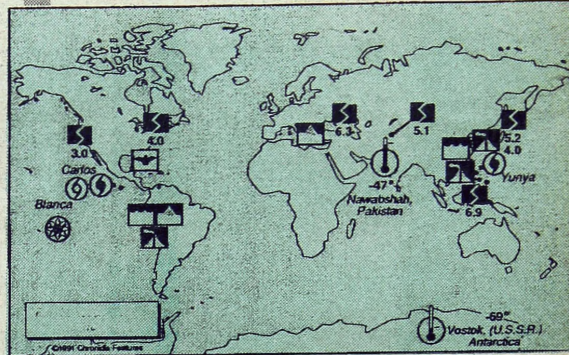 3.0
4.0
6.3
5.1
5.2
4.0
Carlos
Blanca
Yunya
-47°
Nawabshah,
Pakistan
6.9
-69°
Vostok, (U.S.S.R.)
Antarctica
©1991 Chronicle Features